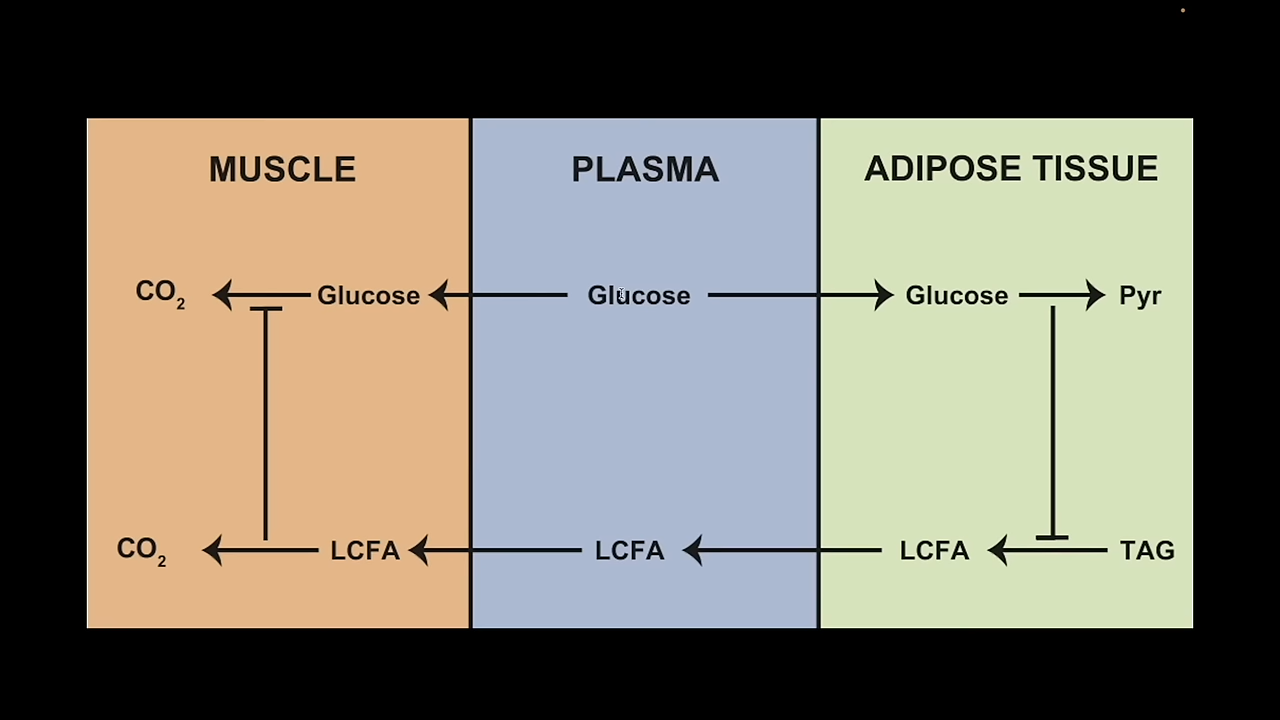 MUSCLE PLASMA ADIPOSE TISSUE
CO2 Glucose Glucose Glucose Pyr
CO2 LCFA LCFA LCFA TAG